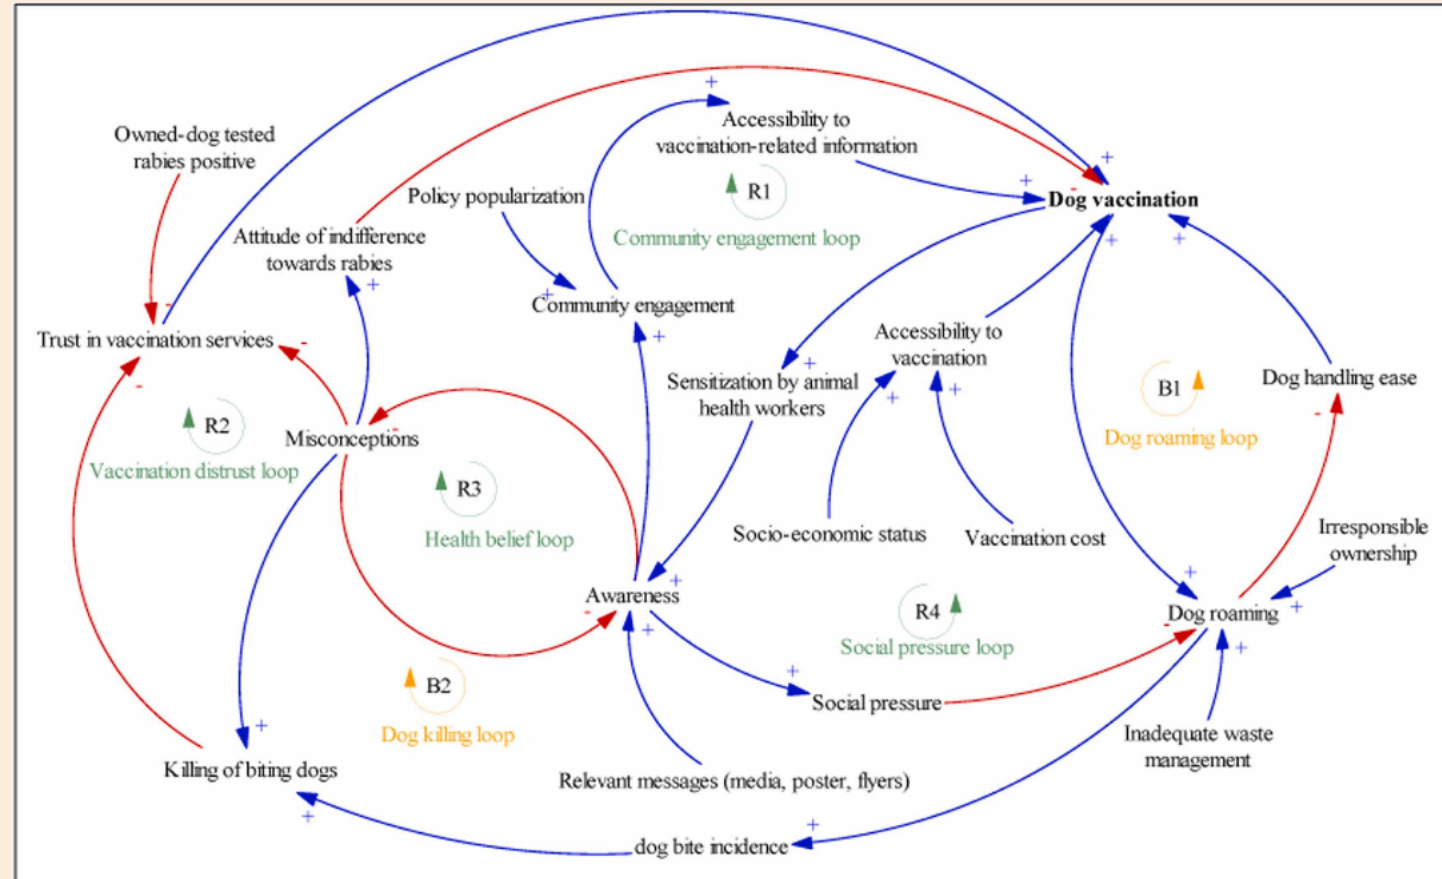 Owned-dog tested
rabies positive
Accessibility to
vaccination-related information
+
+
+
-
Policy popularization
R1
Dog vaccination
Attitude of indifference
towards rabies
Community engagement loop
+
+
+
+
-
Community engagement
Trust in vaccination services
-
+
Accessibility to
vaccination
-
Sensitization by animal
health workers
+
+
+
B1
Dog handling ease
Dog roaming loop
-
R2
Vaccination distrust loop
Misconceptions
-
R3
Health belief loop
Socio-economic status
Vaccination cost
Irresponsible
ownership
Awareness
+
-
+
R4
Social pressure loop
+
+
Dog roaming
-
+
B2
Dog killing loop
+
Social pressure
Inadequate waste
management
+
Killing of biting dogs
Relevant messages (media, poster, flyers)
+
+
dog bite incidence